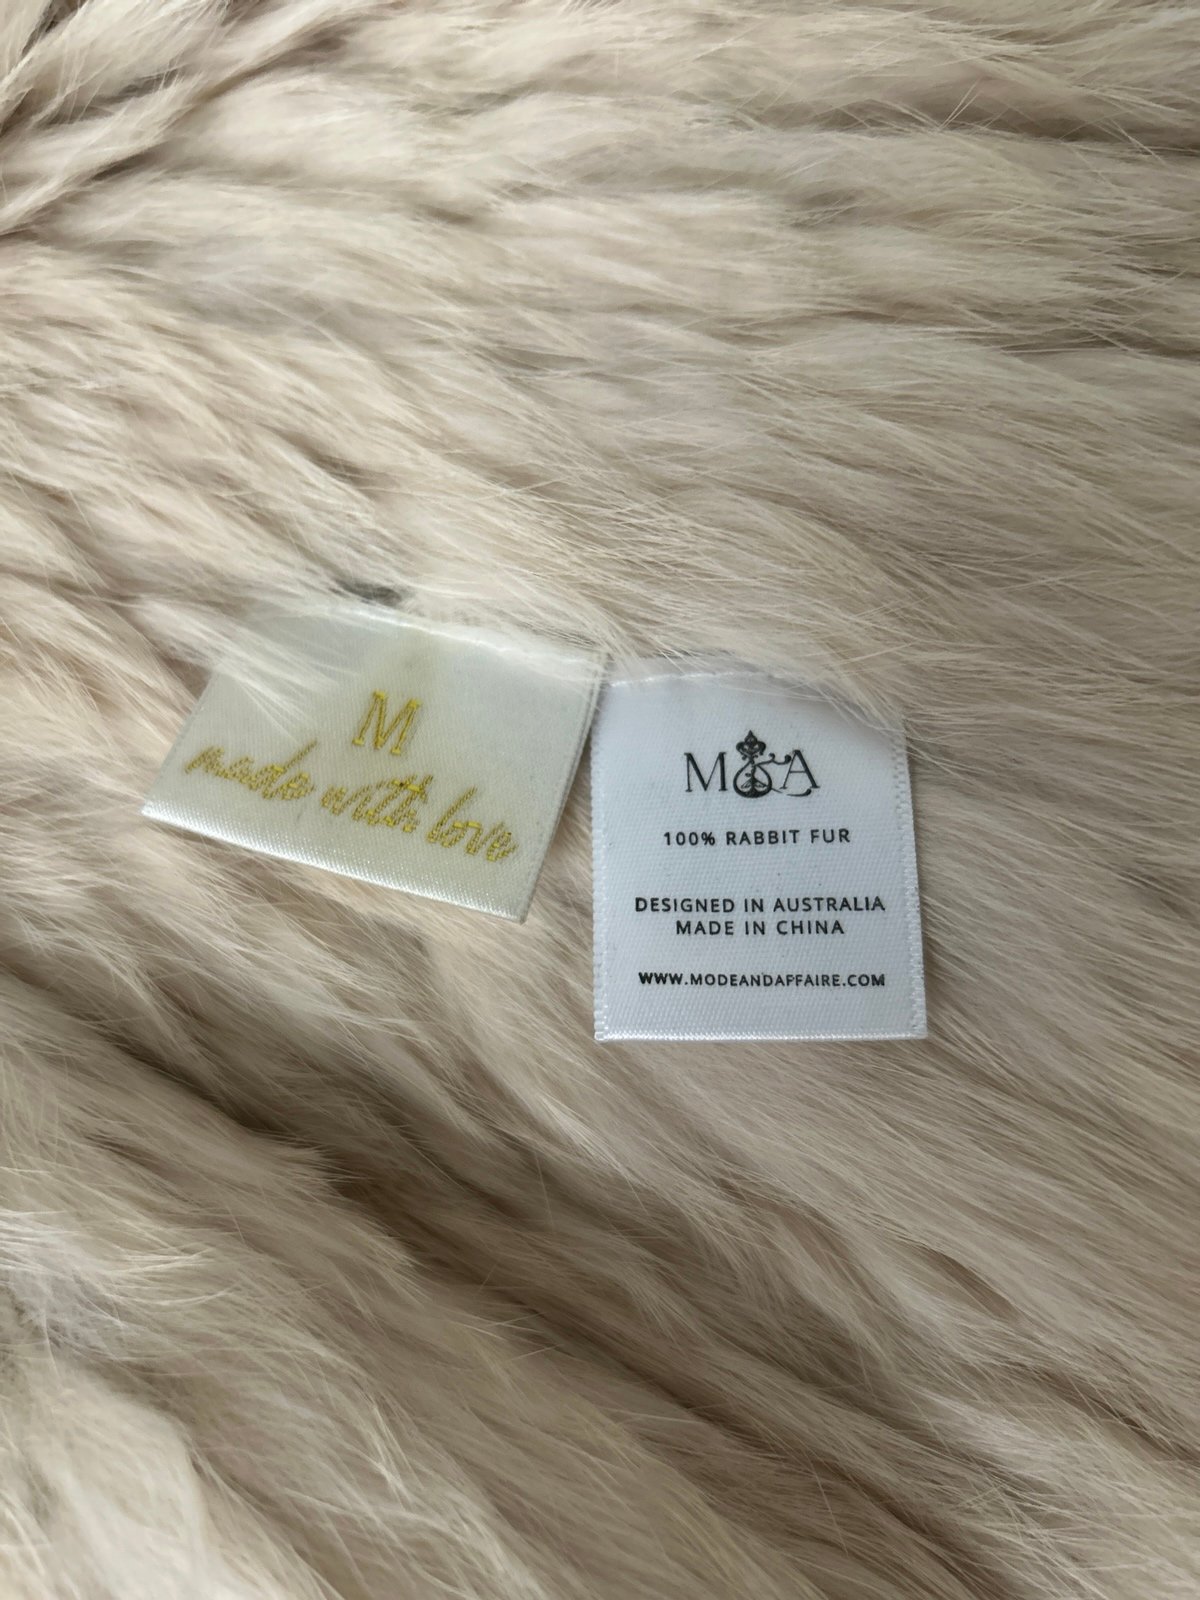 M
made with love
M&A
100% RABBIT FUR
DESIGNED IN AUSTRALIA
MADE IN CHINA
WWW.MODEANDAFFAIRE.COM